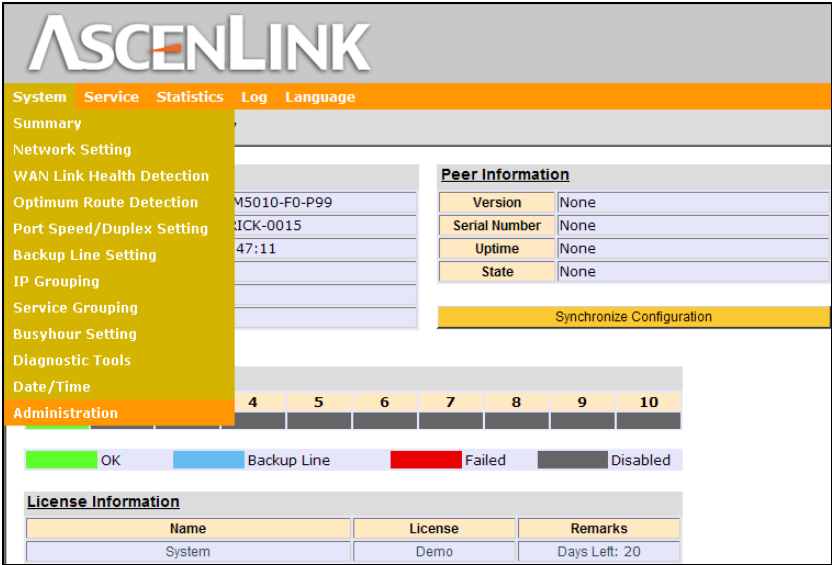 ASCENLINK
System Service Statistics Log Language
Summary
Network Setting
WAN Link Health Detection
Optimum Route Detection
Port Speed/Duplex Setting
Backup Line Setting
IP Grouping
Service Grouping
Busyhour Setting
Diagnostic Tools
Date/Time
Administration
M5010-F0-P99
RICK-0015
47:11
Peer Information
Version None
Serial Number None
Uptime None
State None
Synchronize Configuration
4 5 6 7 8 9 10
OK Backup Line Failed Disabled
License Information
Name License Remarks
System Demo Days Left: 20